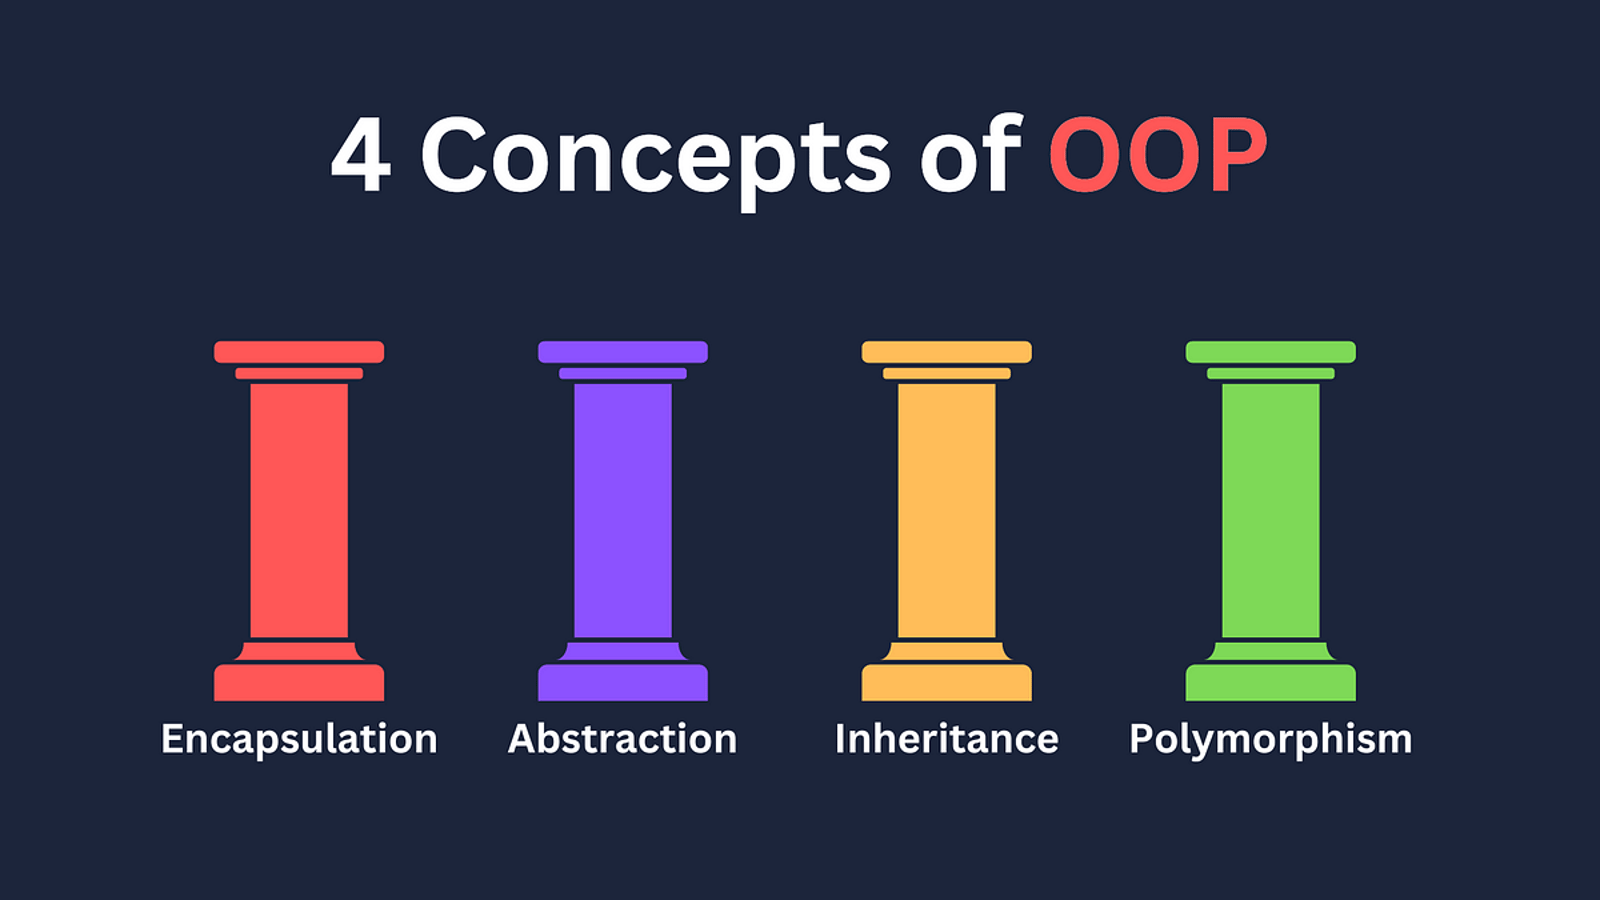 4 Concepts of OOP
Encapsulation Abstraction Inheritance Polymorphism